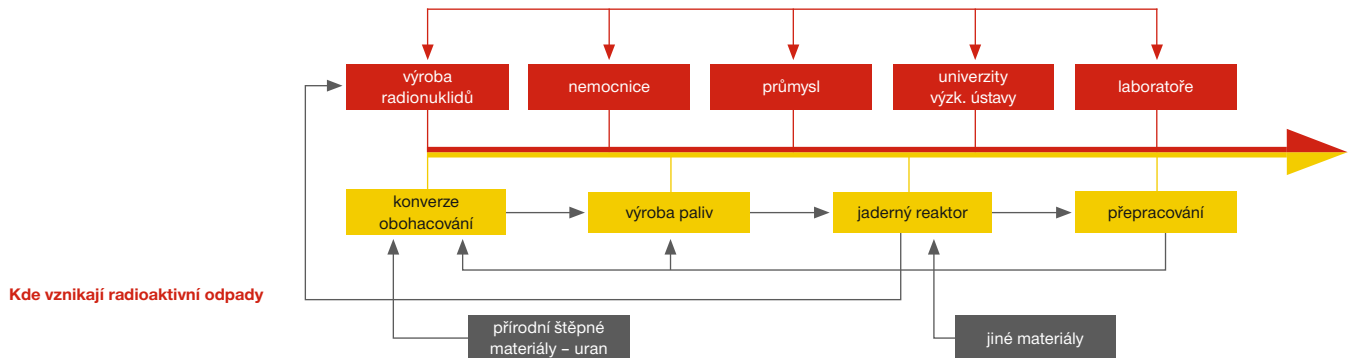 výroba
radionuklidů
nemocnice
průmysl
univerzity
výzk. ústavy
laboratoře
konverze
obohacování
výroba paliv
jaderný reaktor
přepracování
Kde vznikají radioaktivní odpady
přírodní štěpné
materiály – uran
jiné materiály